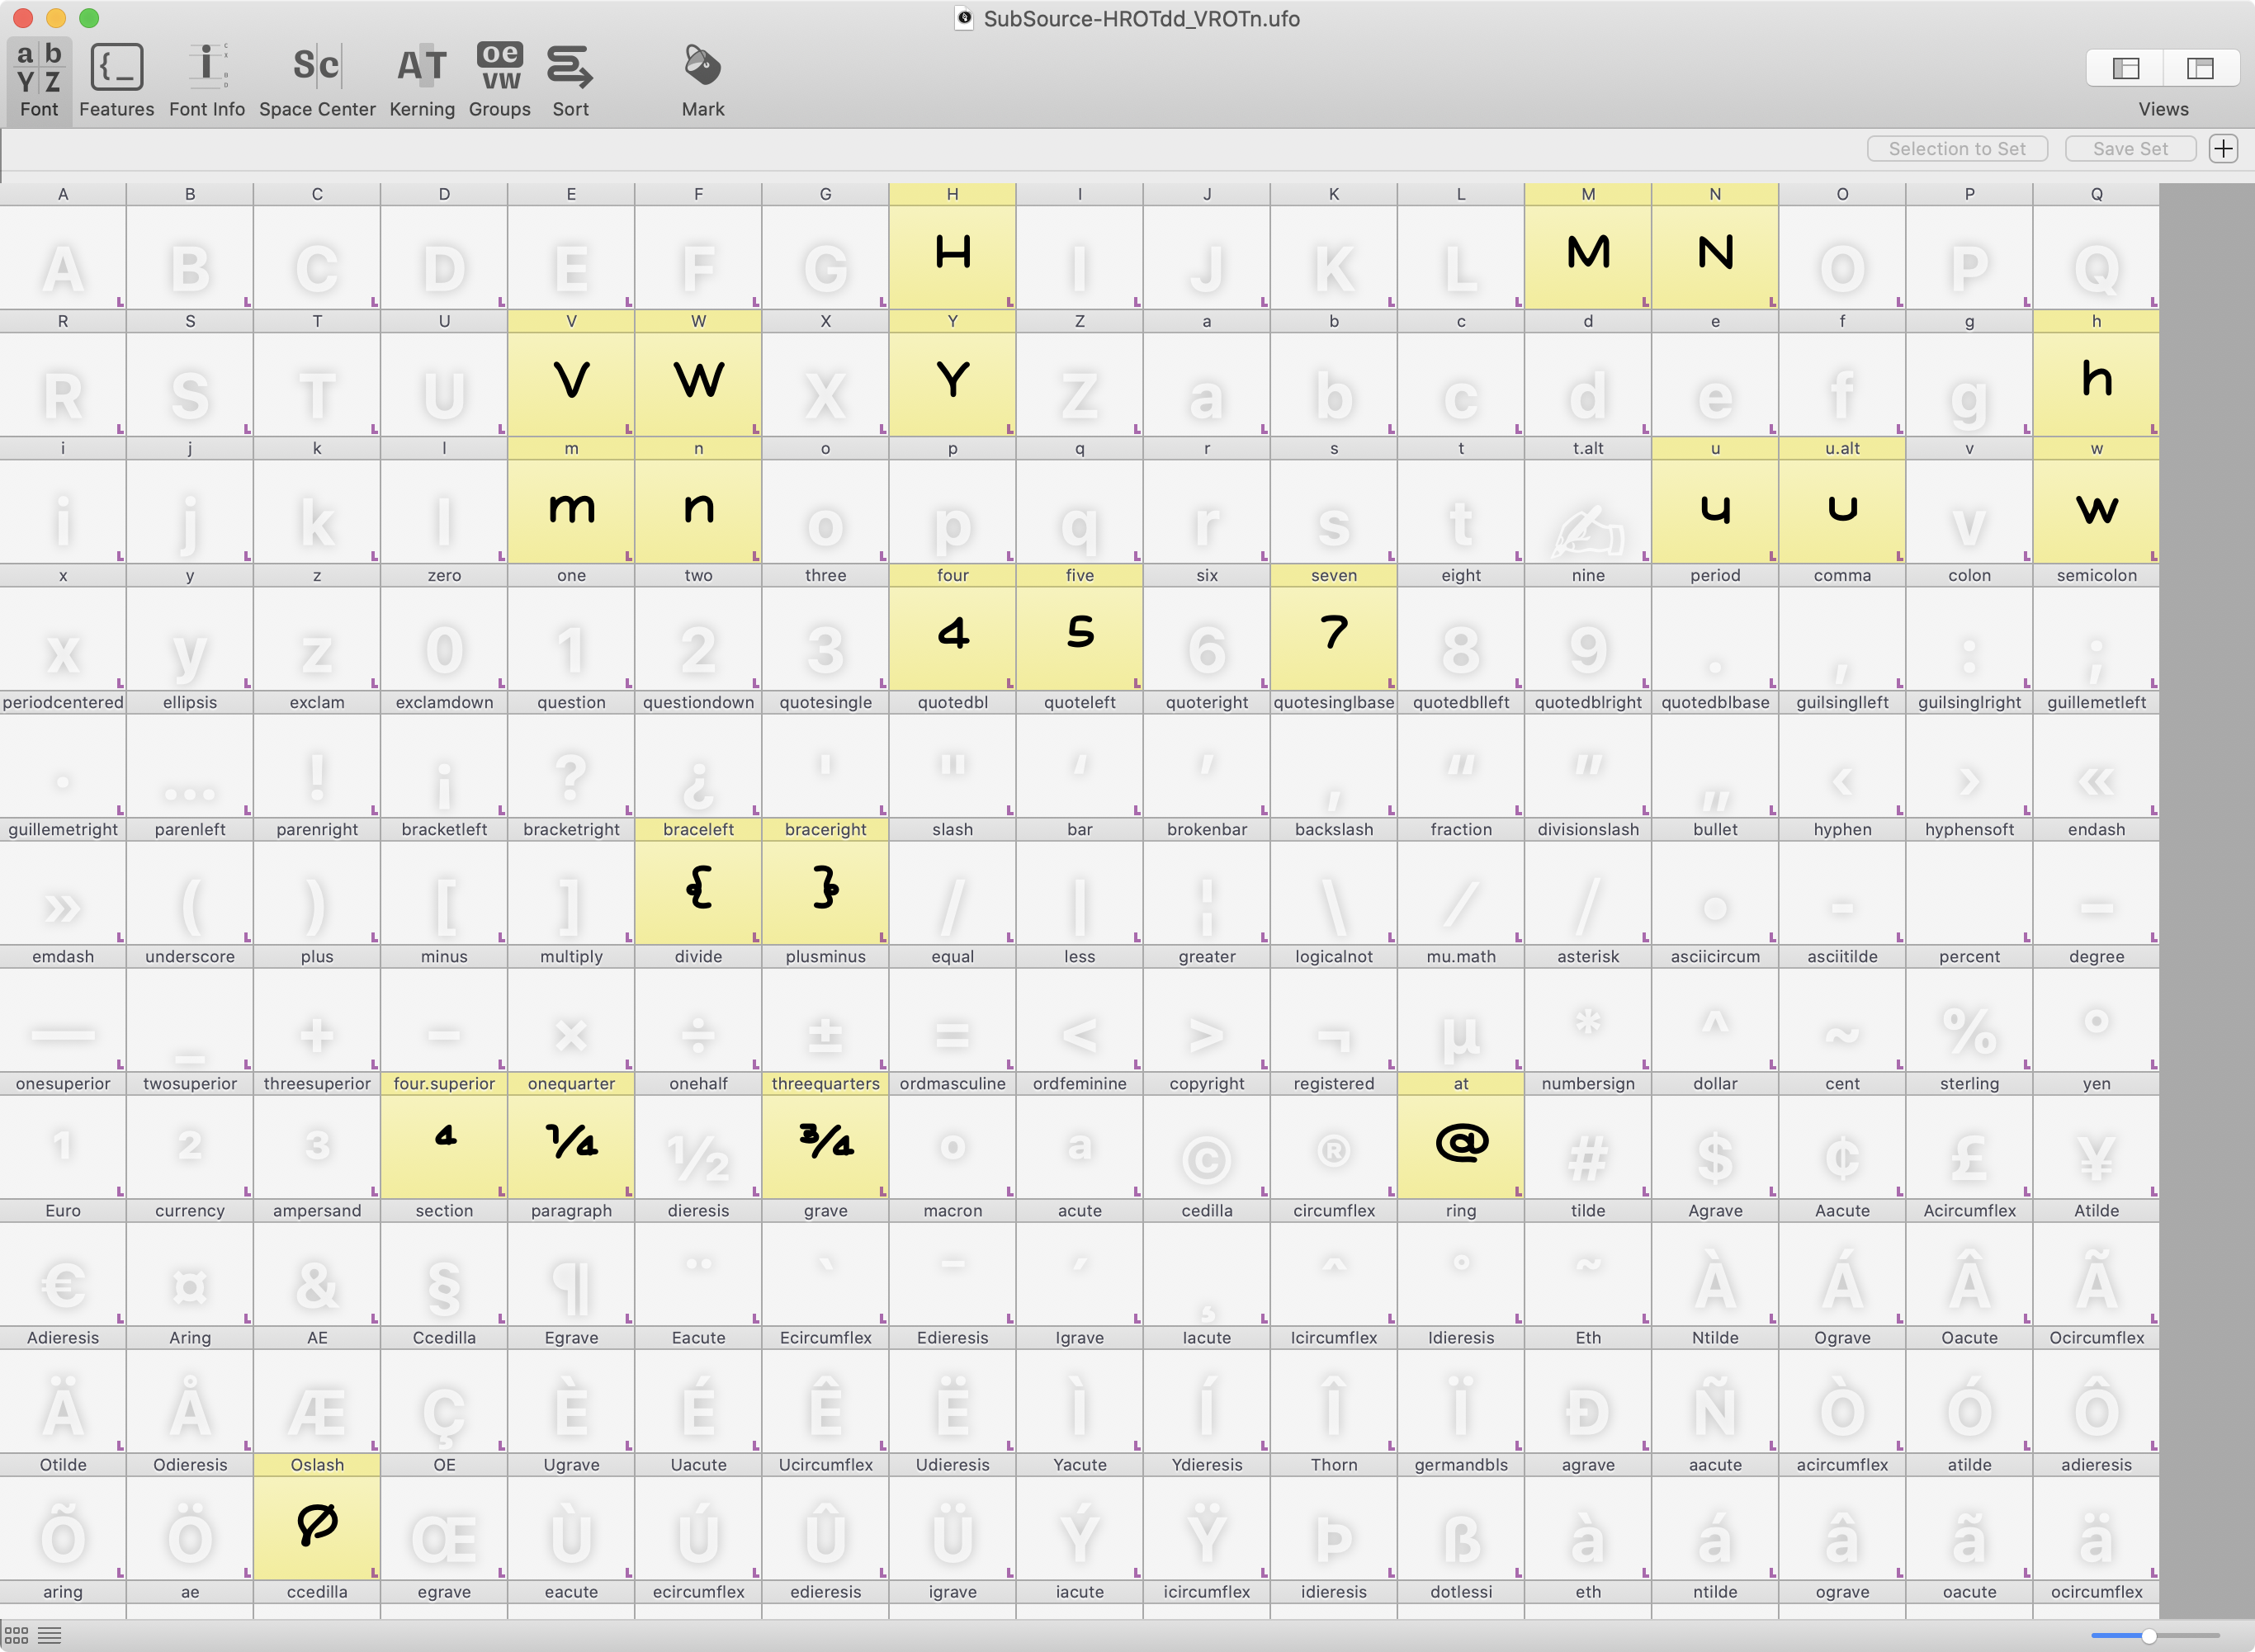 SubSource-HROTdd_VROTn.ufo
Font Features Font Info Space Center Kerning Groups Sort Mark Views
Selection to Set Save Set
A B C D E F G H I J K L M N O P Q
A B C D E F G H I J K L M N O P Q
R S T U V W X Y Z a b c d e f g h
R S T U V W X Y Z a b c d e f g h
i j k l m n o p q r s t t.alt u u.alt v w
i j k l m n o p q r s t ✍ u u v w
x y z zero one two three four five six seven eight nine period comma colon semicolon
x y z 0 1 2 3 4 5 6 7 8 9 . , : ;
periodcentered ellipsis exclam exclamdown question questiondown quotesingle quotedbl quoteleft quoteright quotesinglbase quotedblleft quotedblright quotedblbase guilsinglleft guilsinglright guillemetleft
· … ! ¡ ? ¿ ' " ‘ ’ ‚ “ ” „ ‹ › «
guillemetright parenleft parenright bracketleft bracketright braceleft braceright slash bar brokenbar backslash fraction divisionslash bullet hyphen hyphensoft endash
» ( ) [ ] { } / | ¦ \ ⁄ ∕ • - –
emdash underscore plus minus multiply divide plusminus equal less greater logicalnot mu.math asterisk asciicircum asciitilde percent degree
— _ + − × ÷ ± = < > ¬ µ * ^ ~ % °
onesuperior twosuperior threesuperior four.superior onequarter onehalf threequarters ordmasculine ordfeminine copyright registered at numbersign dollar cent sterling yen
¹ ² ³ ⁴ ¼ ½ ¾ º ª © ® @ # $ ¢ £ ¥
Euro currency ampersand section paragraph dieresis grave macron acute cedilla circumflex ring tilde Agrave Aacute Acircumflex Atilde
€ ¤ & § ¶ ¨ ` ¯ ´ ¸ ˆ ˚ ˜ À Á Â Ã
Adieresis Aring AE Ccedilla Egrave Eacute Ecircumflex Edieresis Igrave Iacute Icircumflex Idieresis Eth Ntilde Ograve Oacute Ocircumflex
Ä Å Æ Ç È É Ê Ë Ì Í Î Ï Ð Ñ Ò Ó Ô
Otilde Odieresis Oslash OE Ugrave Uacute Ucircumflex Udieresis Yacute Ydieresis Thorn germandbls agrave aacute acircumflex atilde adieresis
Õ Ö Ø Œ Ù Ú Û Ü Ý Ÿ Þ ß à á â ã ä
aring ae ccedilla egrave eacute ecircumflex edieresis igrave iacute icircumflex idieresis dotlessi eth ntilde ograve oacute ocircumflex